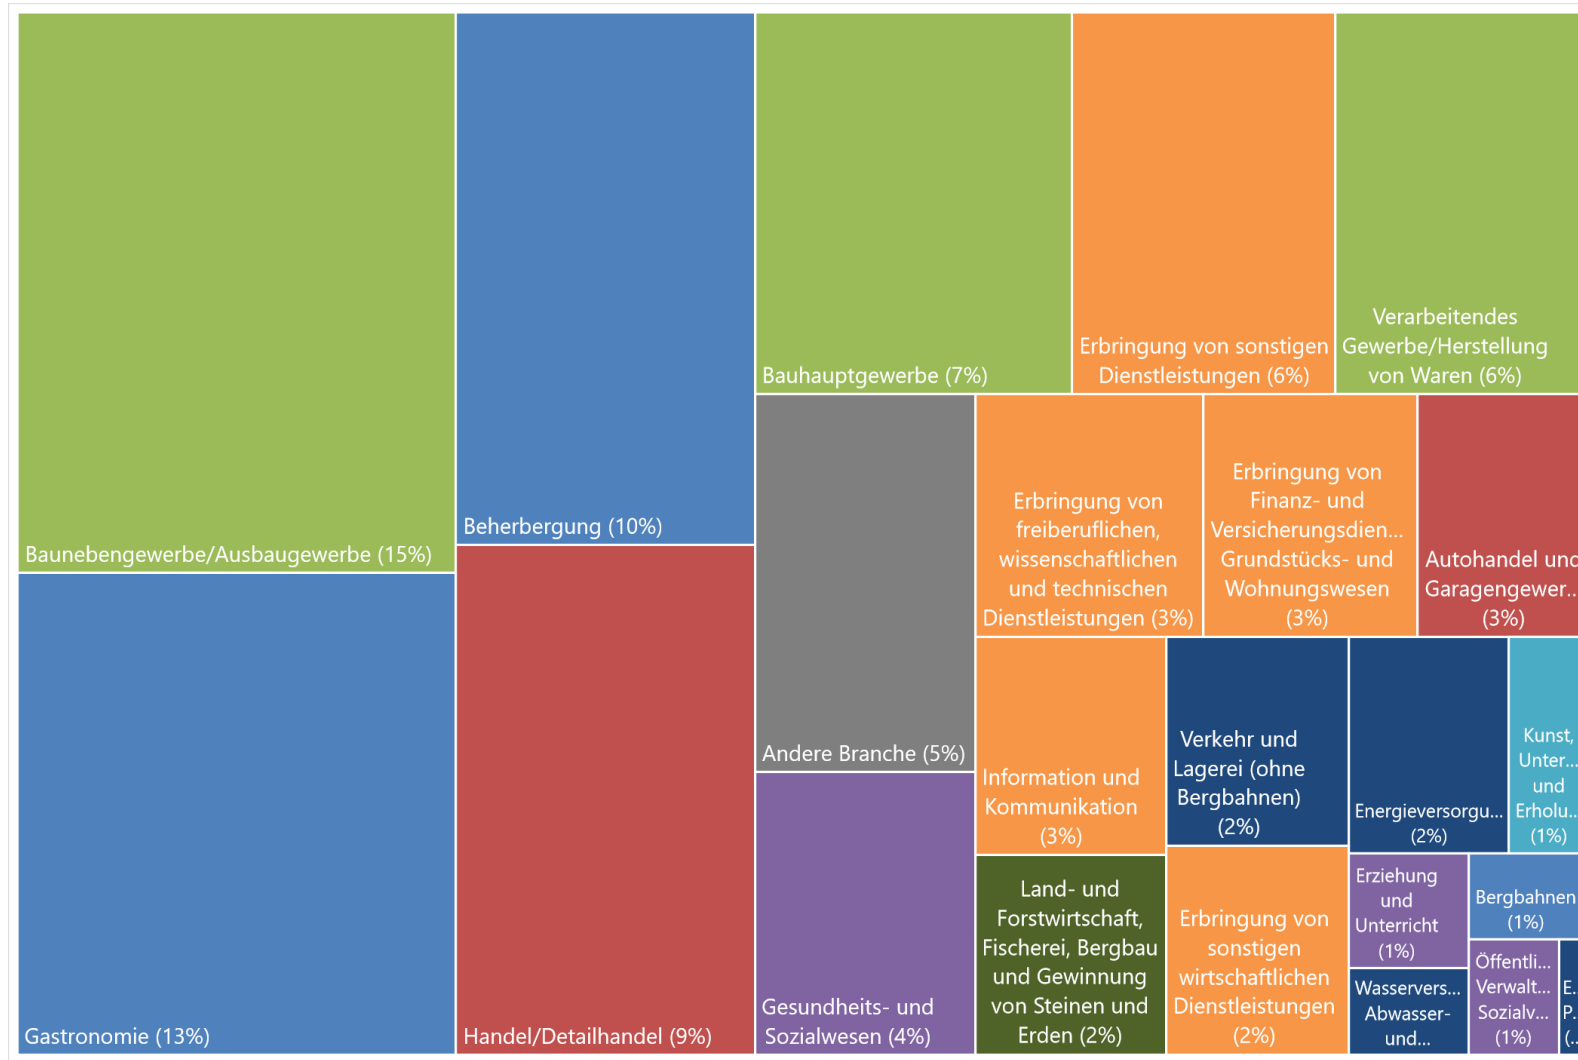 Baunebengewerbe/Ausbaugewerbe (15%)
Gastronomie (13%)
Beherbergung (10%)
Handel/Detailhandel (9%)
Bauhauptgewerbe (7%)
Erbringung von sonstigen
Dienstleistungen (6%)
Verarbeitendes
Gewerbe/Herstellung
von Waren (6%)
Andere Branche (5%)
Gesundheits- und
Sozialwesen (4%)
Erbringung von
freiberuflichen,
wissenschaftlichen
und technischen
Dienstleistungen (3%)
Erbringung von
Finanz- und
Versicherungsdien...
Grundstücks- und
Wohnungswesen
(3%)
Autohandel und
Garagengewer...
(3%)
Information und
Kommunikation
(3%)
Land- und
Forstwirtschaft,
Fischerei, Bergbau
und Gewinnung
von Steinen und
Erden (2%)
Verkehr und
Lagerei (ohne
Bergbahnen)
(2%)
Erbringung von
sonstigen
wirtschaftlichen
Dienstleistungen
(2%)
Energieversorgu...
(2%)
Kunst,
Unter...
und
Erholu...
(1%)
Erziehung
und
Unterricht
(1%)
Wasservers...
Abwasser-
und...
Bergbahnen
(1%)
Öffentli...
Verwalt...
Sozialv...
(1%)
E...
P...
(...